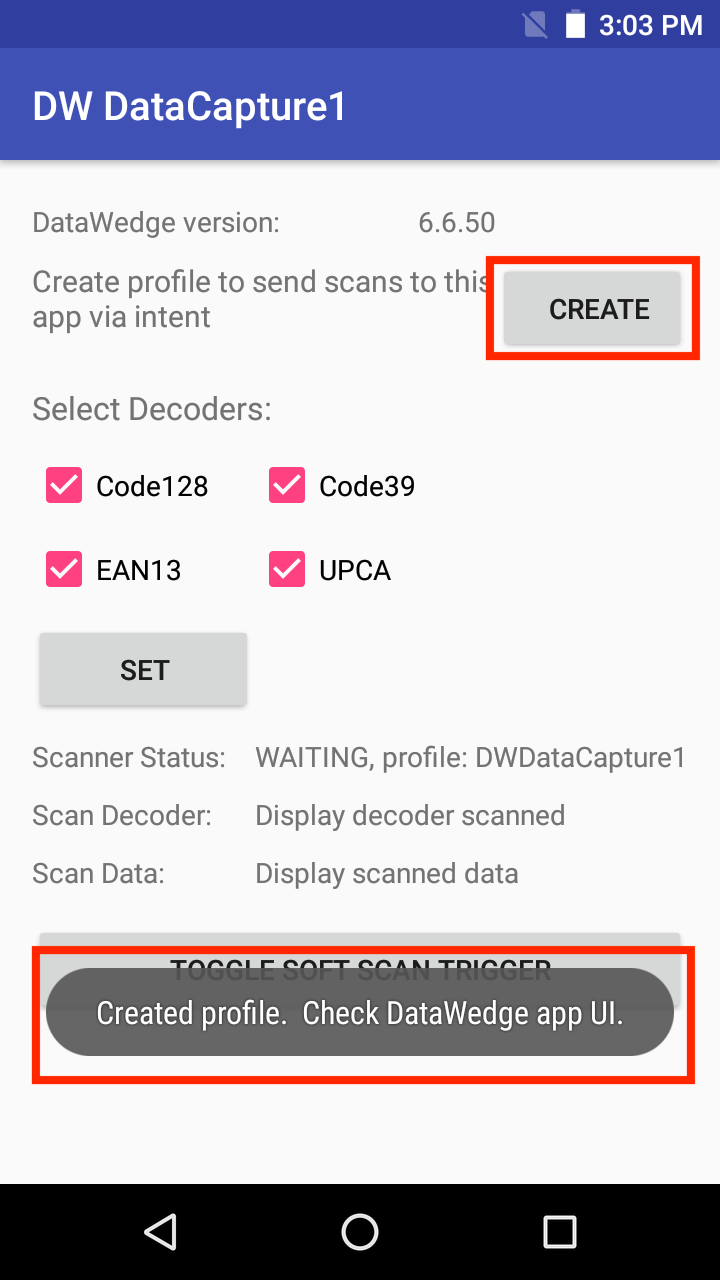 3:03 PM
DW DataCapture1
DataWedge version: 6.6.50
Create profile to send scans to this
app via intent
CREATE
Select Decoders:
Code128 Code39
EAN13 UPCA
SET
Scanner Status: WAITING, profile: DWDataCapture1
Scan Decoder: Display decoder scanned
Scan Data: Display scanned data
TOGGLE SOFT SCAN TRIGGER
Created profile.  Check DataWedge app UI.